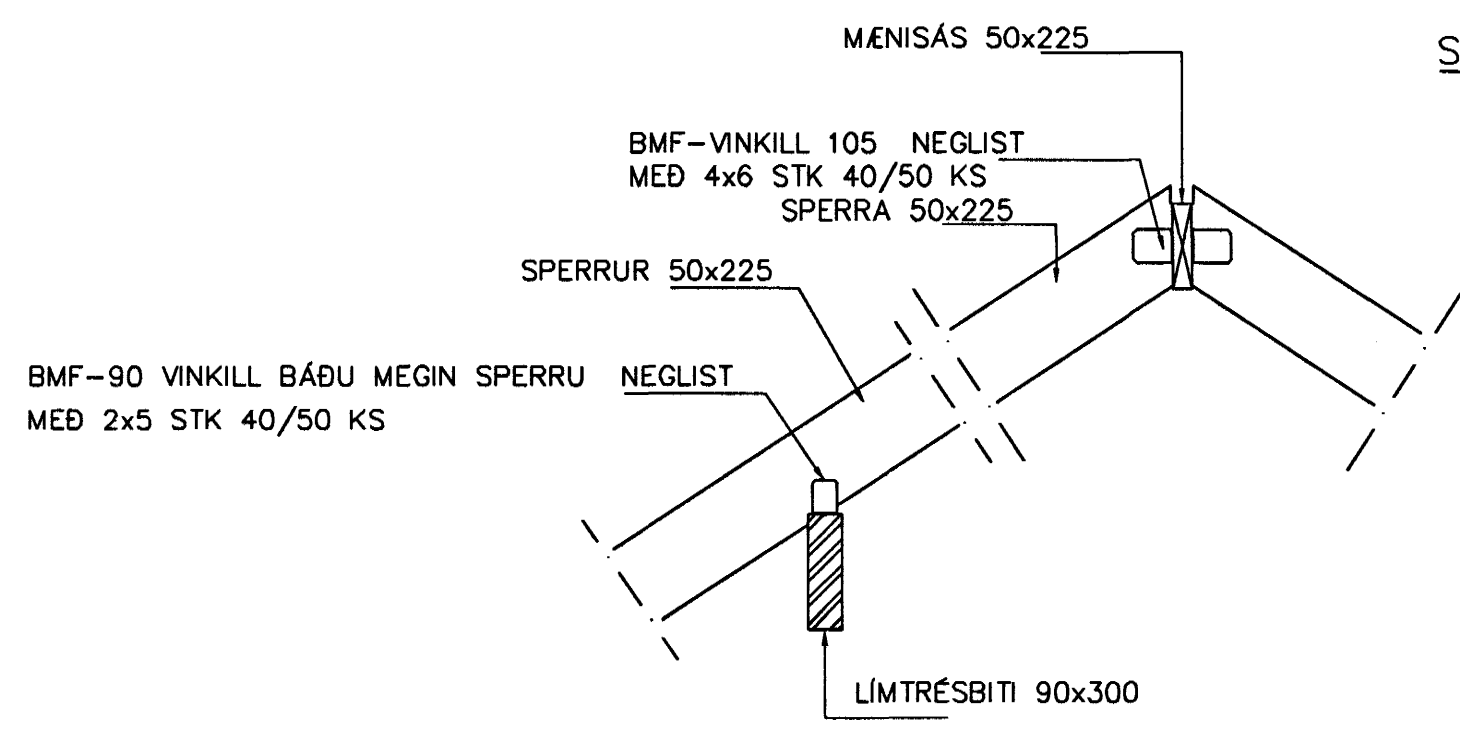 MÆNISÁS 50x225
S
BMF-VINKILL 105 NEGLIST
MEÐ 4x6 STK 40/50 KS
SPERRA 50x225
SPERRUR 50x225
BMF-90 VINKILL BÁÐU MEGIN SPERRU NEGLIST
MEÐ 2x5 STK 40/50 KS
LÍMTRÉSBITI 90x300